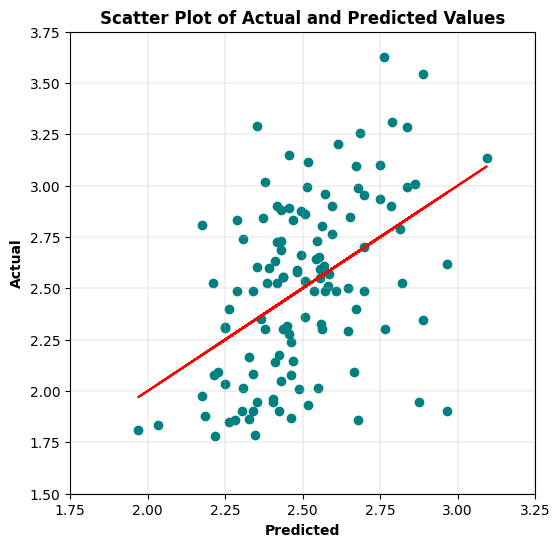 Scatter Plot of Actual and Predicted Values
3.75
3.50
3.25
3.00
2.75
2.50
2.25
2.00
1.75
1.50
Actual
1.75 2.00 2.25 2.50 2.75 3.00 3.25
Predicted